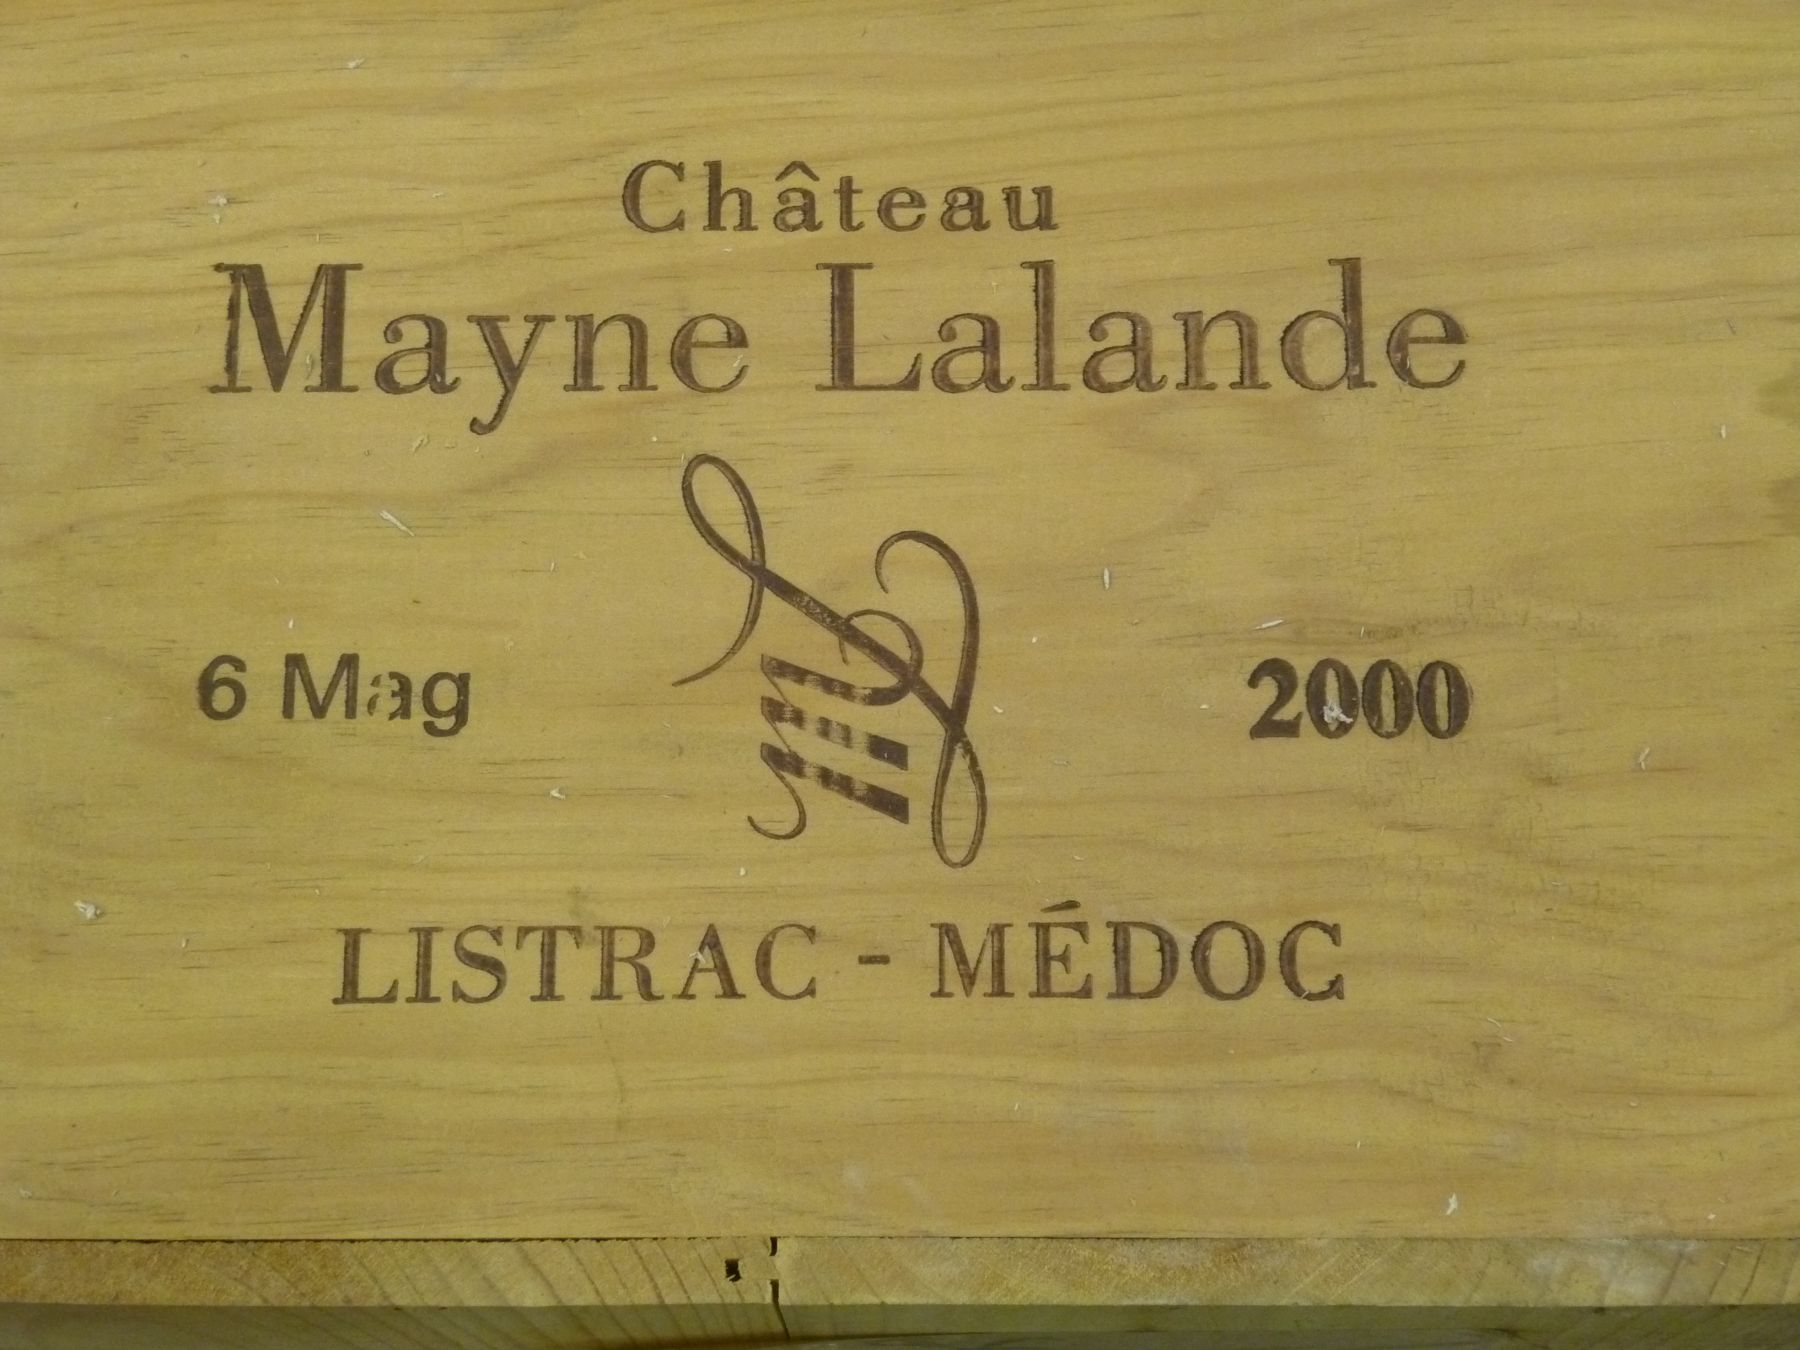 Château
Mayne Lalande
6 Mag
2000
LISTRAC - MÉDOC